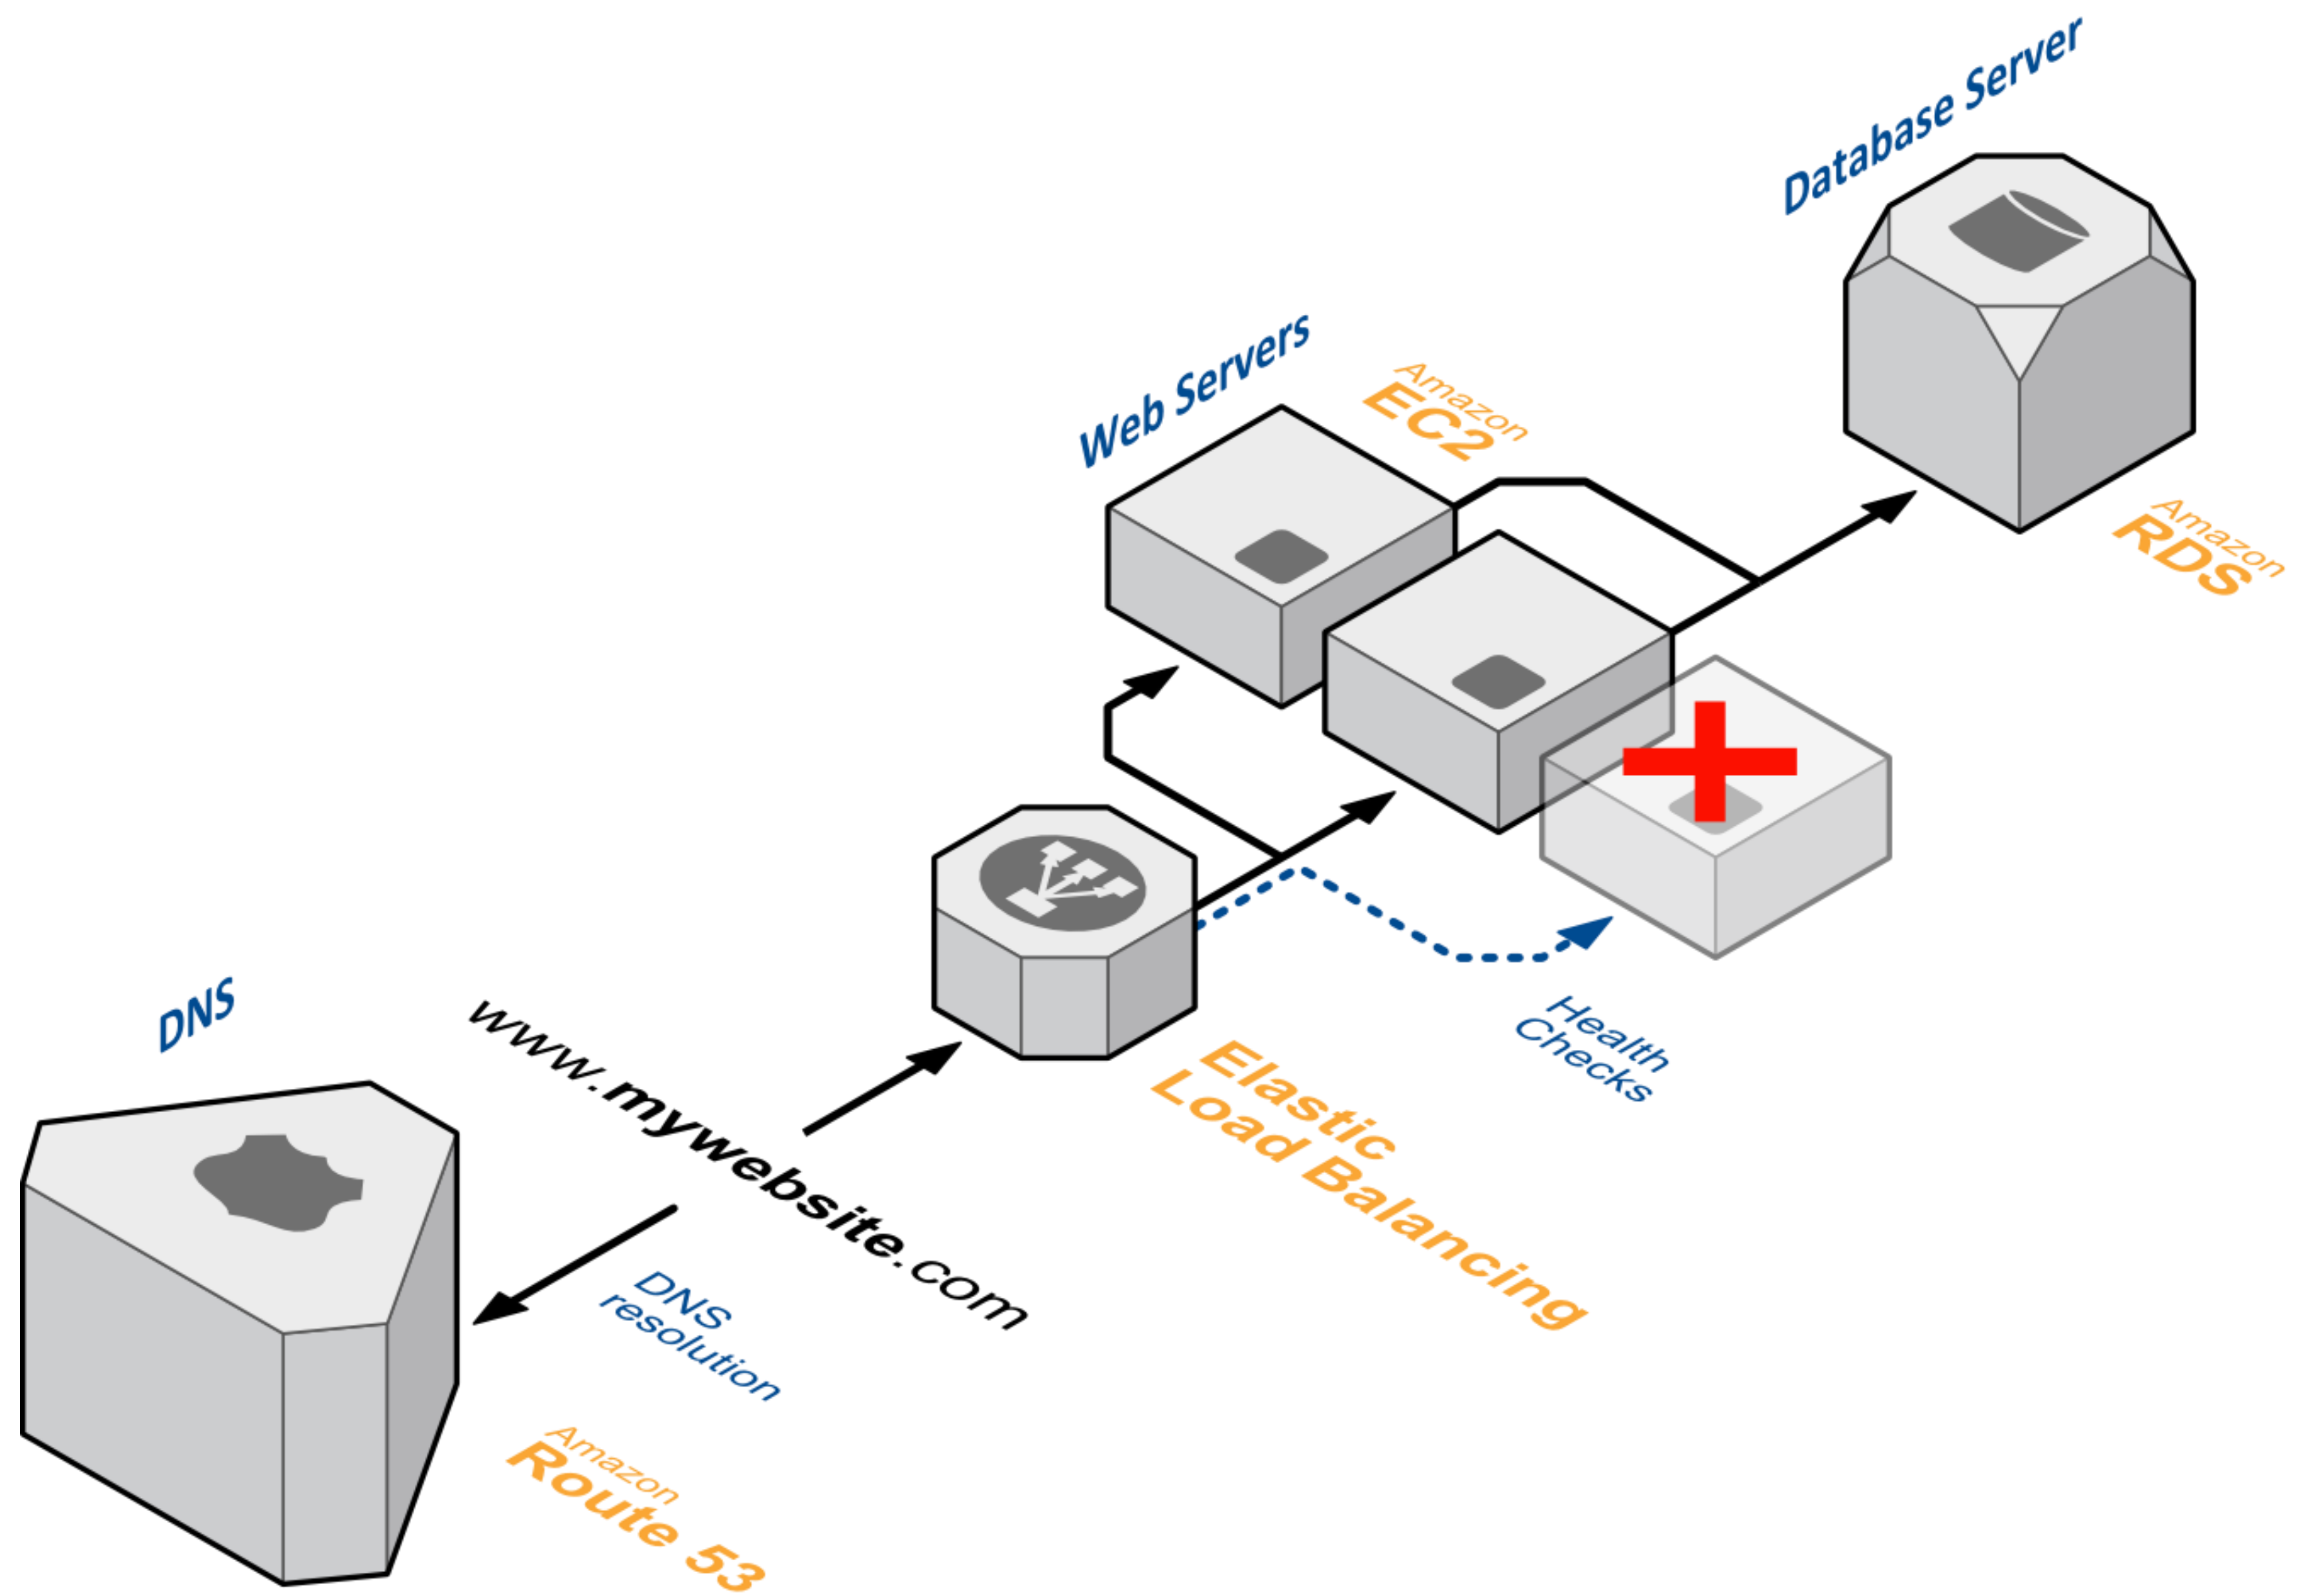 Database Server
Amazon
RDS
Web Servers
Amazon
EC2
Health
Checks
Elastic
Load Balancing
www.mywebsite.com
DNS
DNS
resolution
Amazon
Route 53